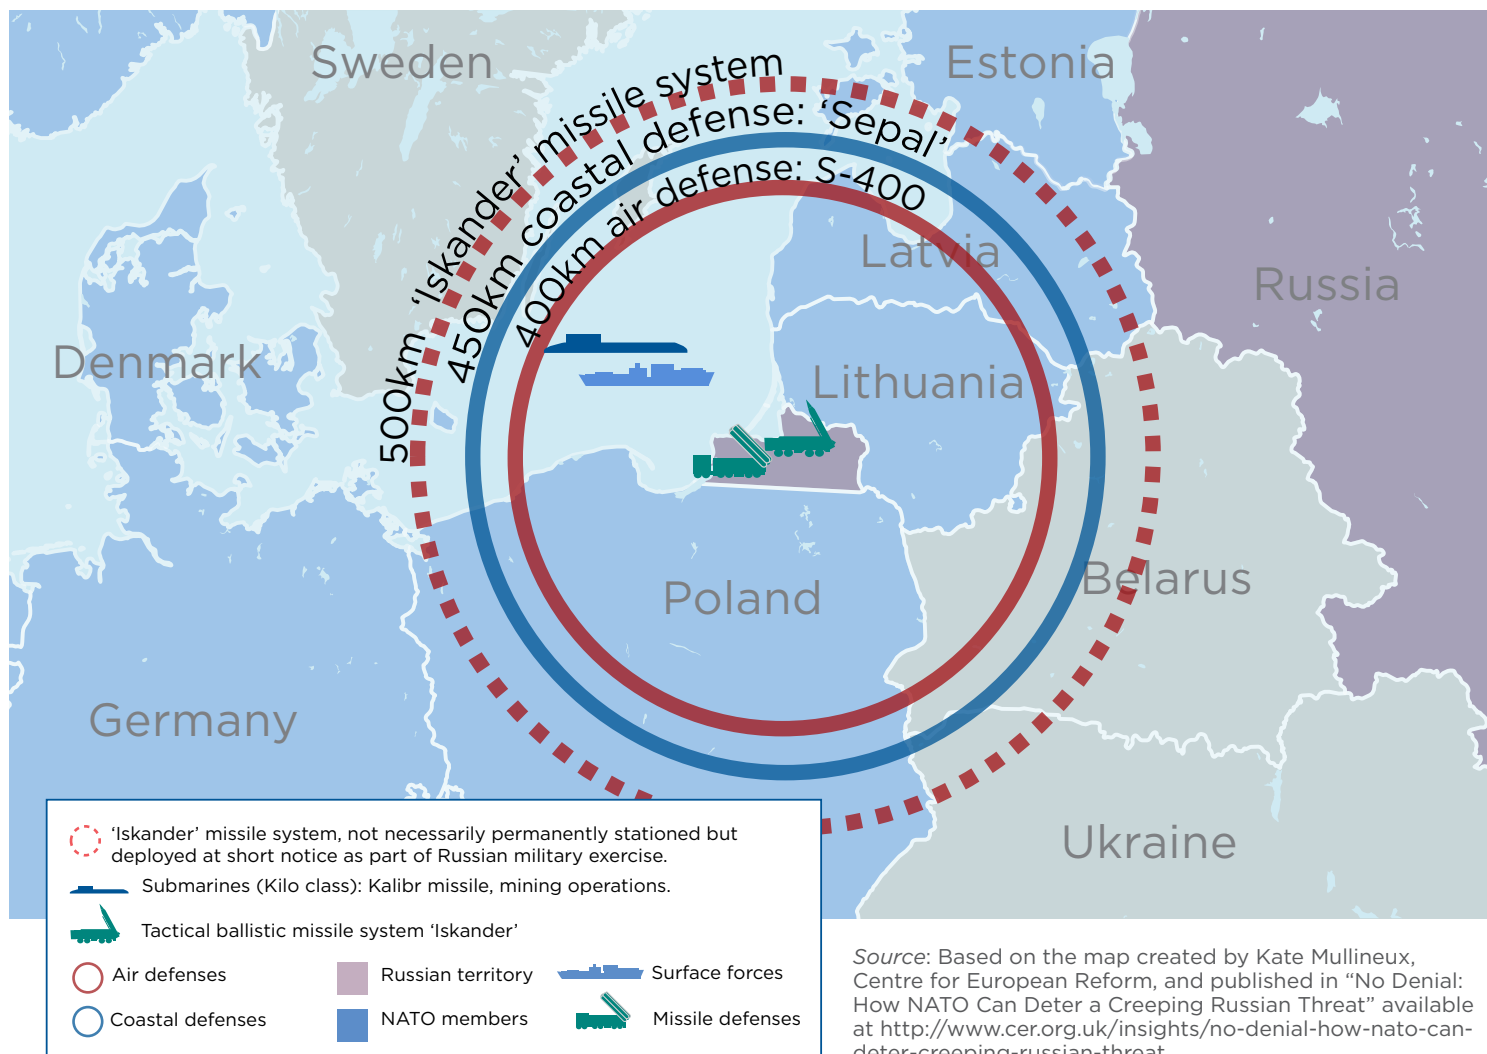 Sweden
Estonia
500km ‘Iskander’ missile system
450km coastal defense: ‘Sepal’
400km air defense: S-400
Latvia
Russia
Denmark
Lithuania
Belarus
Poland
Germany
Ukraine
‘Iskander’ missile system, not necessarily permanently stationed but
deployed at short notice as part of Russian military exercise.
Submarines (Kilo class): Kalibr missile, mining operations.
Tactical ballistic missile system ‘Iskander’
Air defenses
Russian territory
Surface forces
Coastal defenses
NATO members
Missile defenses
Source: Based on the map created by Kate Mullineux,
Centre for European Reform, and published in “No Denial:
How NATO Can Deter a Creeping Russian Threat” available
at http://www.cer.org.uk/insights/no-denial-how-nato-can-
deter-creeping-russian-threat